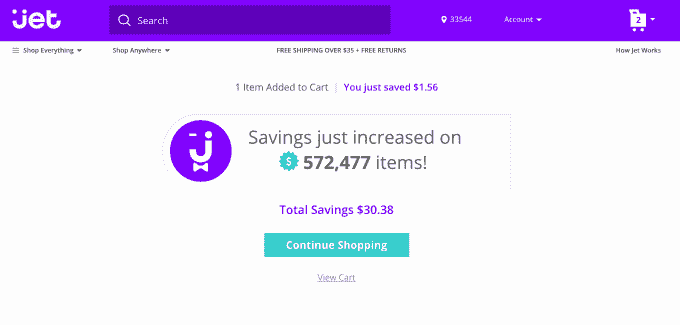 jet
Search
33544
Account
2
Shop Everything
Shop Anywhere
FREE SHIPPING OVER $35 + FREE RETURNS
How Jet Works
1 Item Added to Cart | You just saved $1.56
Savings just increased on
$ 572,477 items!
Total Savings $30.38
Continue Shopping
View Cart